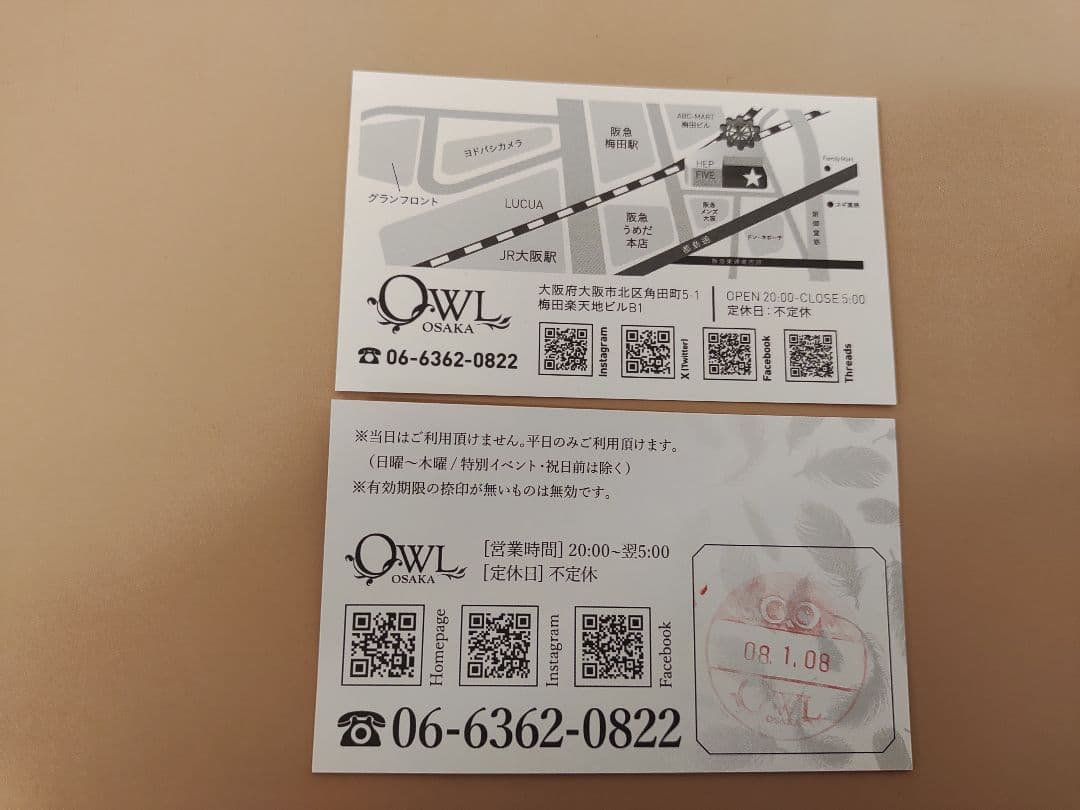 ABC-MART
梅田ビル
阪急
梅田駅
ヨドバシカメラ
グランフロント
LUCUA
HEP
FIVE
FamilyMart
阪急
メンズ
大阪
阪急
うめだ
本店
JR大阪駅
都島通
OWL
OSAKA
☎ 06-6362-0822
大阪府大阪市北区角田町5-1
梅田楽天地ビルB1
OPEN 20:00-CLOSE 5:00
定休日：不定休
Instagram
X (Twitter)
Facebook
Threads
※当日はご利用頂けません。平日のみご利用頂けます。
（日曜～木曜 / 特別イベント・祝日前は除く）
※有効期限の捺印が無いものは無効です。
OWL
OSAKA
[営業時間] 20:00~翌5:00
[定休日] 不定休
Homepage
Instagram
Facebook
☎06-6362-0822
08.1.08
OWL
OSAKA